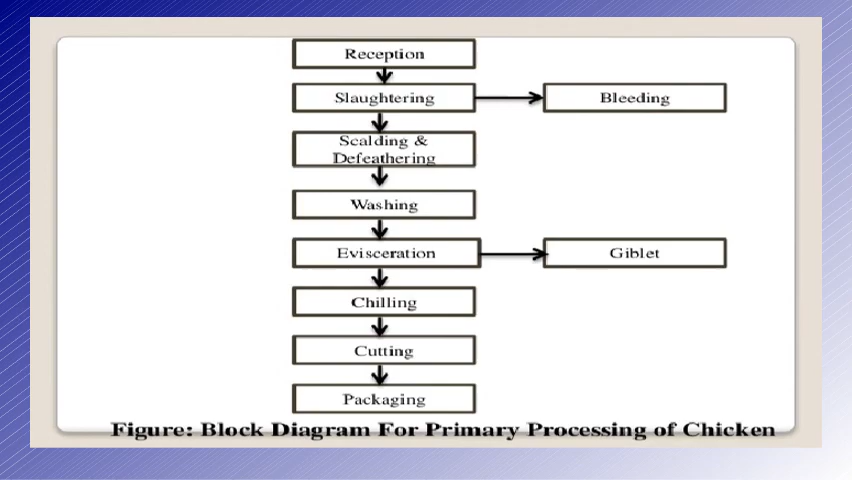 Reception
Slaughtering
Bleeding
Scalding &
Defeathering
Washing
Evisceration
Giblet
Chilling
Cutting
Packaging
Figure: Block Diagram For Primary Processing of Chicken